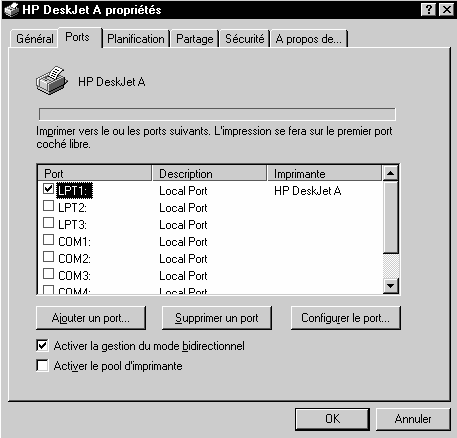 HP DeskJet A propriétés
Général Ports Planification Partage Sécurité A propos de...
HP DeskJet A
Imprimer vers le ou les ports suivants. L'impression se fera sur le premier port
coché libre.
Port Description Imprimante
LPT1: Local Port HP DeskJet A
LPT2: Local Port
LPT3: Local Port
COM1: Local Port
COM2: Local Port
COM3: Local Port
COM4: Local Port
Ajouter un port... Supprimer un port Configurer le port...
Activer la gestion du mode bidirectionnel
Activer le pool d'imprimante
OK Annuler